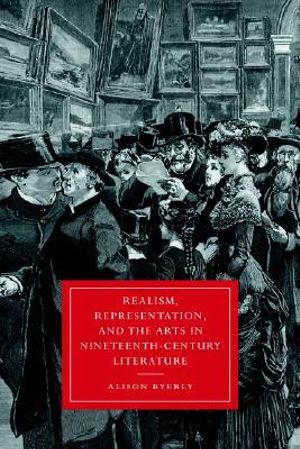 REALISM,
REPRESENTATION,
AND THE ARTS IN
NINETEENTH-CENTURY
LITERATURE
ALISON BYERLY